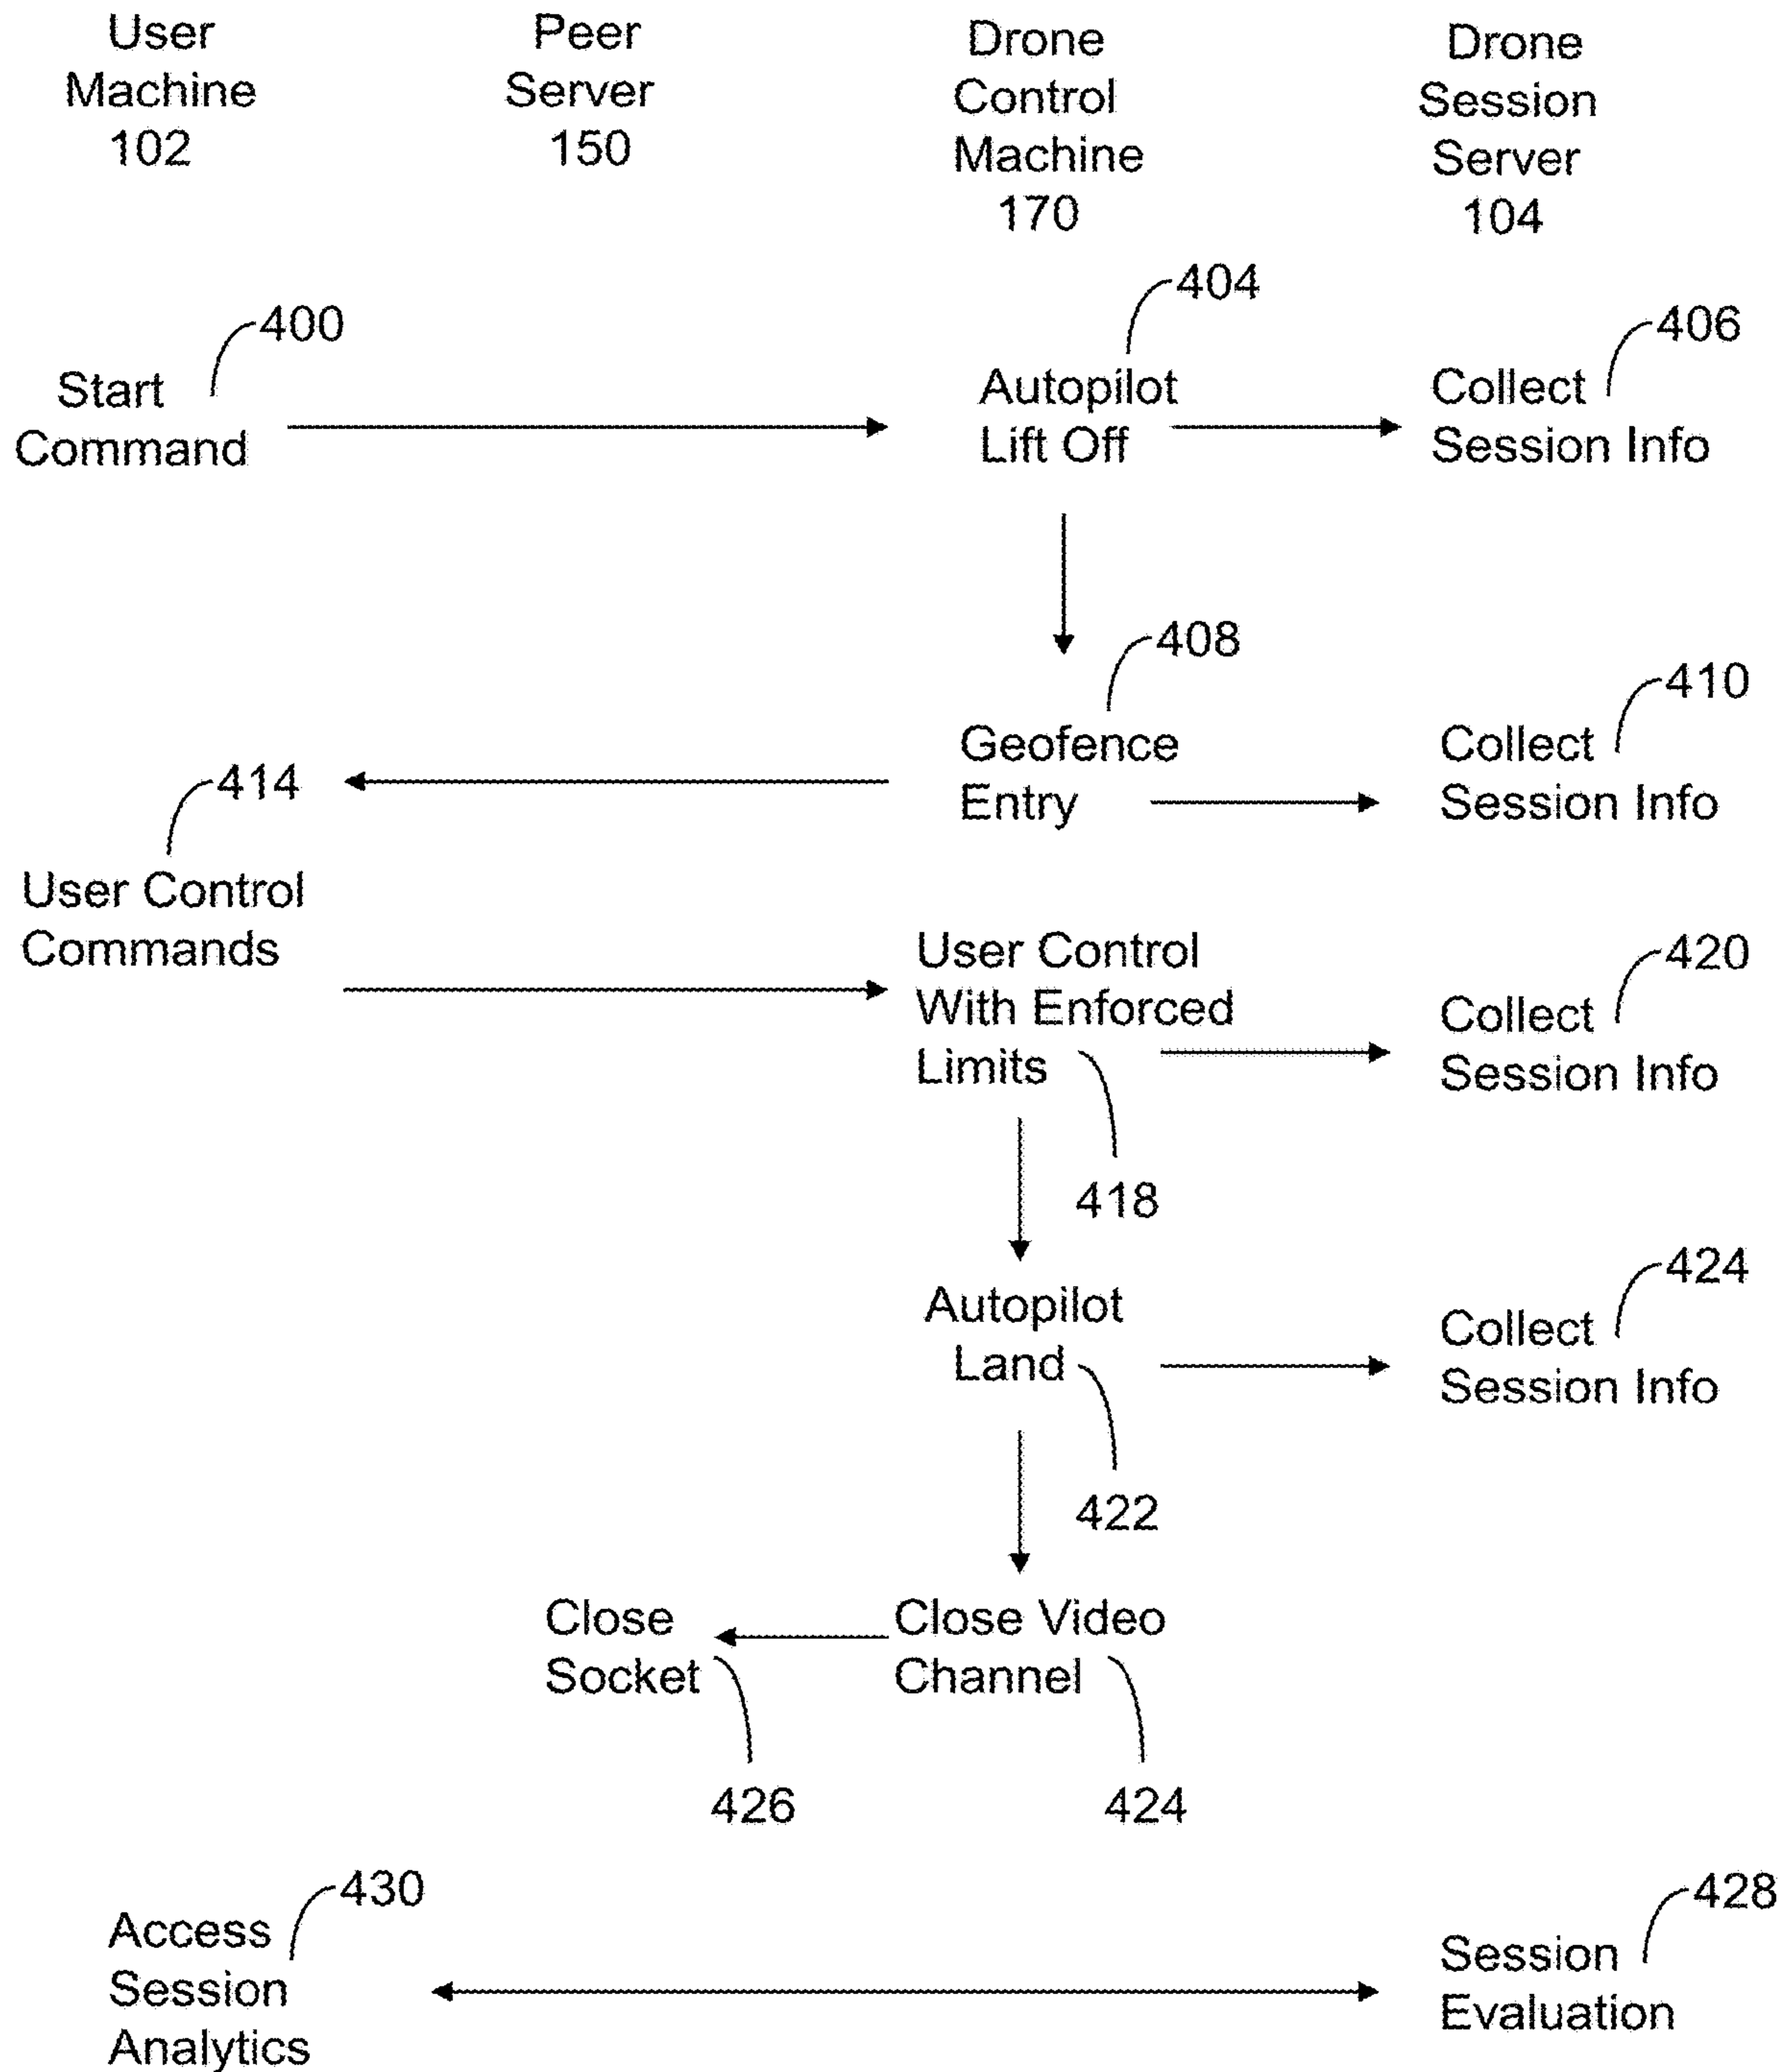 User
Machine
102
Peer
Server
150
Drone
Control
Machine
170
Drone
Session
Server
104
400
Start
Command
404
Autopilot
Lift Off
406
Collect
Session Info
408
Geofence
Entry
410
Collect
Session Info
414
User Control
Commands
User Control
With Enforced
Limits
418
420
Collect
Session Info
Autopilot
Land
422
424
Collect
Session Info
Close
Socket
426
Close Video
Channel
424
430
Access
Session
Analytics
428
Session
Evaluation